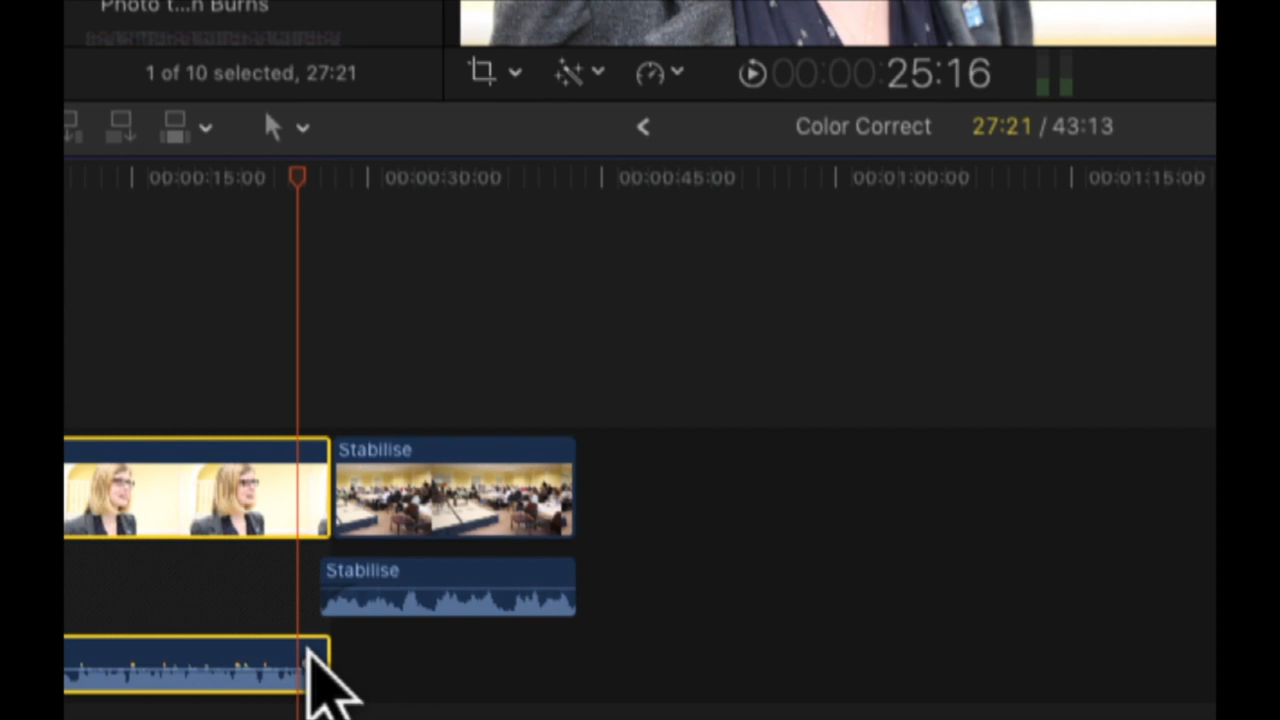 Photo t...n Burns
1 of 10 selected, 27:21
00:00:25:16
Color Correct 27:21 / 43:13
00:00:15:00 00:00:30:00 00:00:45:00 00:01:00:00 00:01:15:00
Stabilise
Stabilise